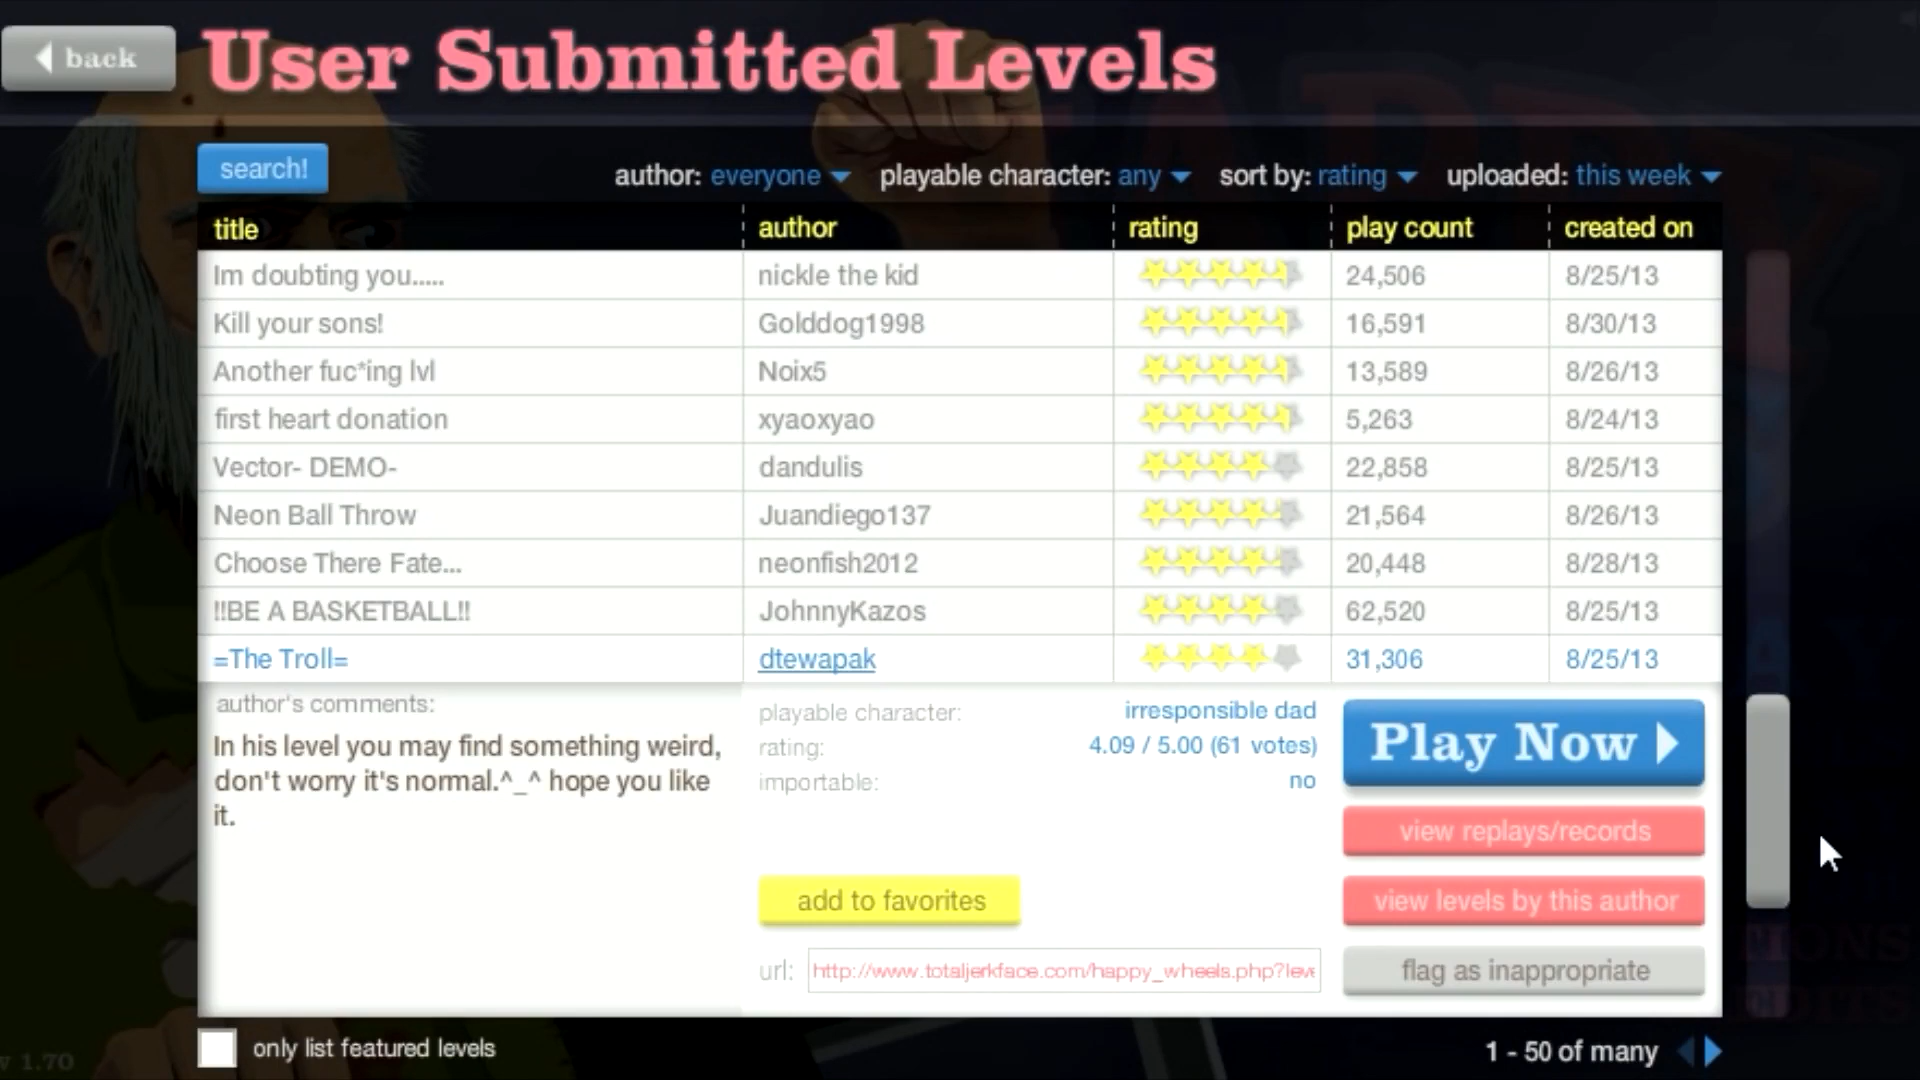 back
User Submitted Levels
search!
author: everyone playable character: any sort by: rating uploaded: this week
title author rating play count created on
Im doubting you..... nickle the kid 24,506 8/25/13
Kill your sons! Golddog1998 16,591 8/30/13
Another fuc*ing lvl Noix5 13,589 8/26/13
first heart donation xyaoxyao 5,263 8/24/13
Vector- DEMO- dandulis 22,858 8/25/13
Neon Ball Throw Juandiego137 21,564 8/26/13
Choose There Fate... neonfish2012 20,448 8/28/13
!!BE A BASKETBALL!! JohnnyKazos 62,520 8/25/13
=The Troll= dtewapak 31,306 8/25/13
author's comments:
In his level you may find something weird,
don't worry it's normal.^_^ hope you like
it.
playable character: irresponsible dad
rating: 4.09 / 5.00 (61 votes)
importable: no
add to favorites
url: http://www.totaljerkface.com/happy_wheels.php?leve
Play Now
view replays/records
view levels by this author
flag as inappropriate
only list featured levels
1 - 50 of many
v 1.70